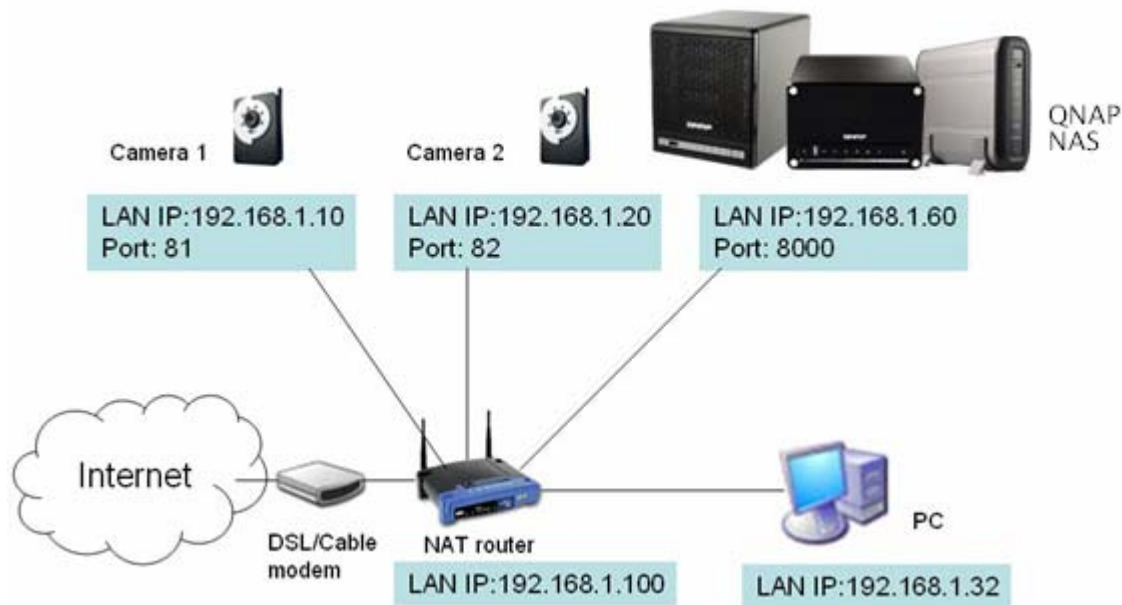 QNAP
NAS
Camera 1
Camera 2
LAN IP:192.168.1.10
Port: 81
LAN IP:192.168.1.20
Port: 82
LAN IP:192.168.1.60
Port: 8000
Internet
DSL/Cable
modem
NAT router
PC
LAN IP:192.168.1.100
LAN IP:192.168.1.32